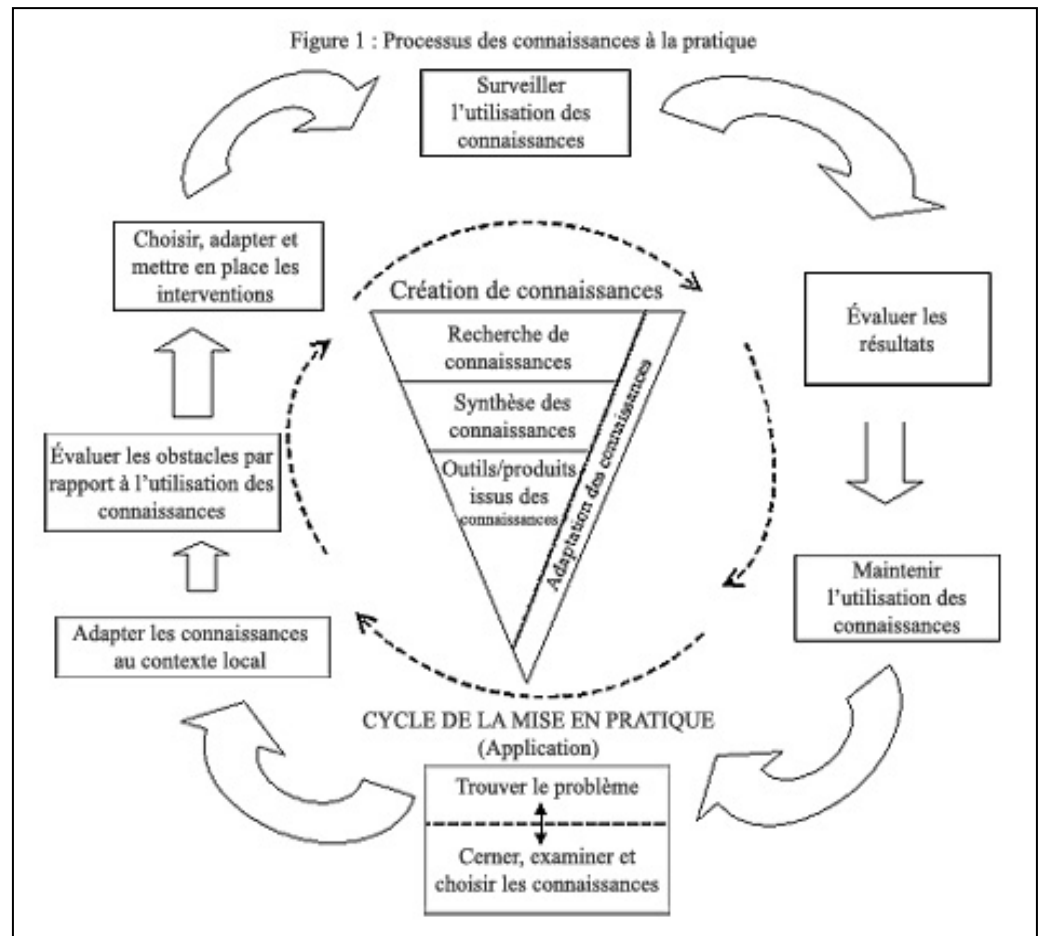 Figure 1 : Processus des connaissances à la pratique
Surveiller
l'utilisation des
connaissances
Choisir, adapter et
mettre en place les
interventions
Création de connaissances
Évaluer les
résultats
Recherche de
connaissances
Synthèse des
connaissances
Outils/produits
issus des
connaissances
Adaptation des connaissances
Évaluer les obstacles par
rapport à l'utilisation des
connaissances
Maintenir
l'utilisation des
connaissances
Adapter les connaissances
au contexte local
CYCLE DE LA MISE EN PRATIQUE
(Application)
Trouver le problème
Cerner, examiner et
choisir les connaissances